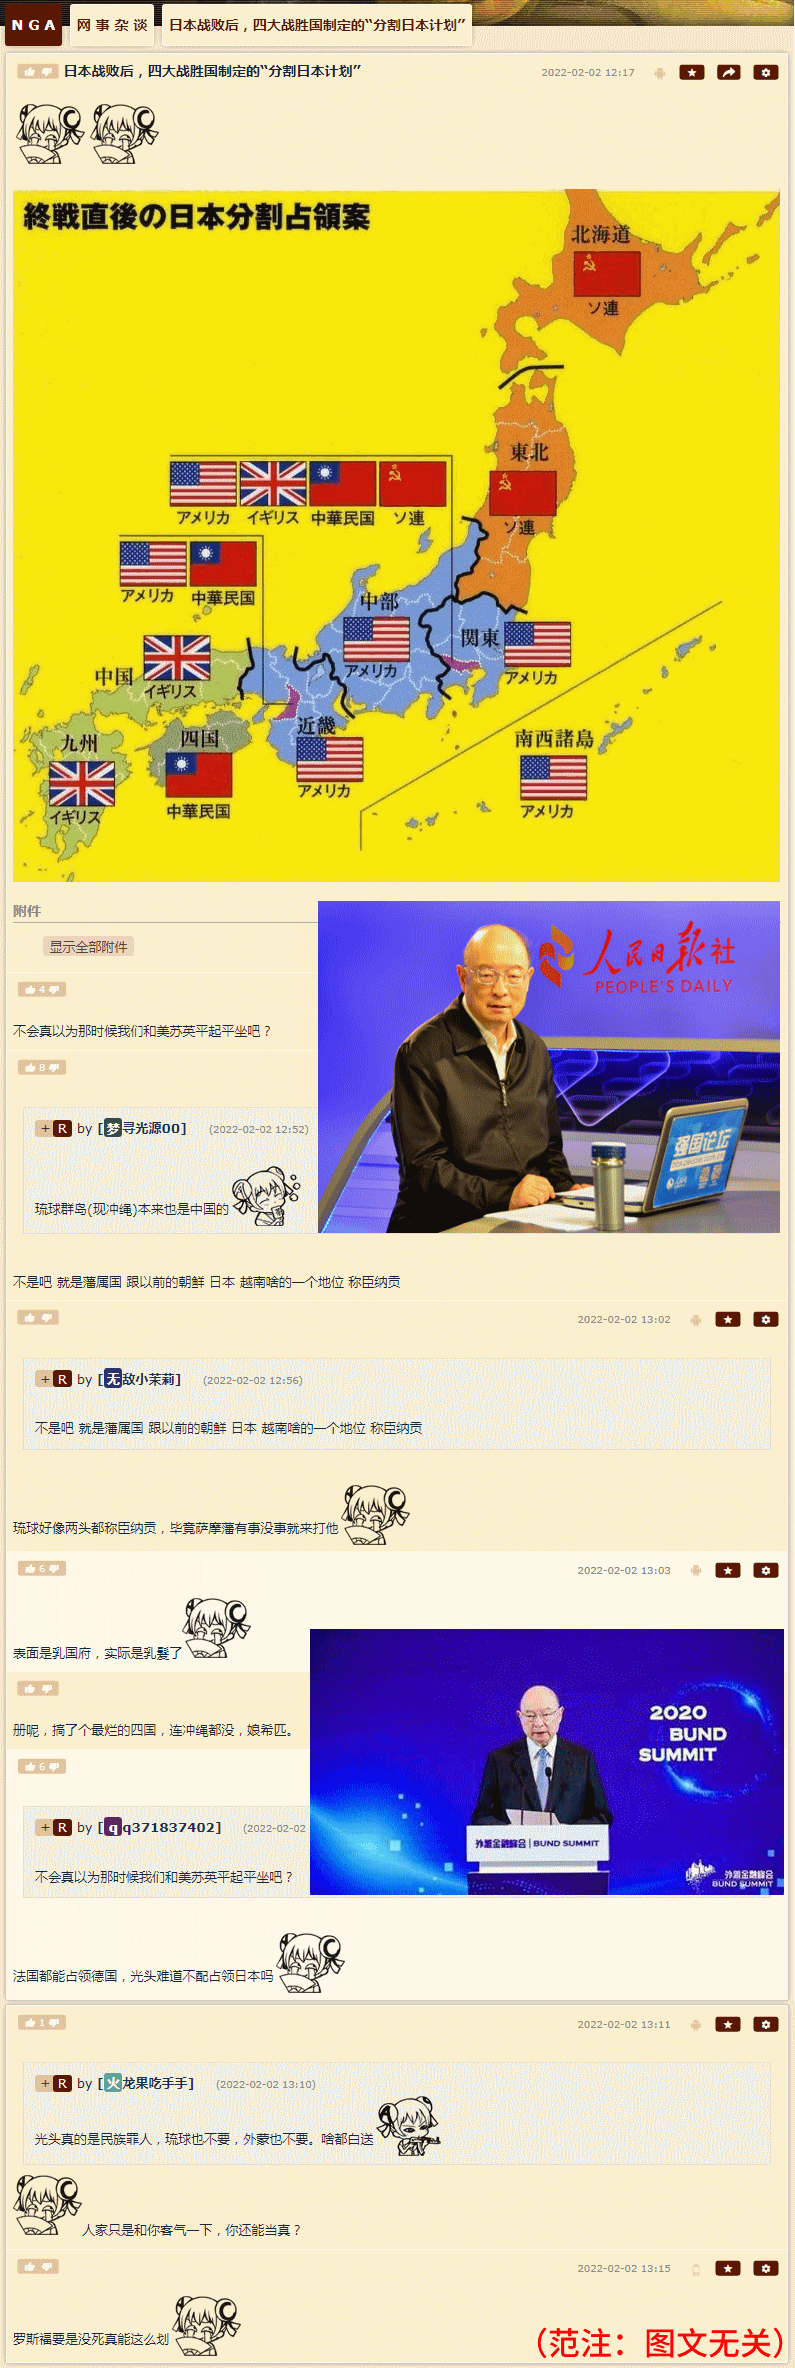 NGA
网事杂谈
日本战败后，四大战胜国制定的“分割日本计划”
日本战败后，四大战胜国制定的“分割日本计划”
2022-02-02 12:17
終戦直後の日本分割占領案
北海道
ソ連
東北
ソ連
アメリカ
イギリス
中華民国
ソ連
アメリカ
中華民国
中部
アメリカ
関東
アメリカ
中国
イギリス
近畿
アメリカ
南西諸島
アメリカ
九州
イギリス
四国
中華民国
附件
显示全部附件
人民日报社
PEOPLE'S DAILY
强国论坛
4
不会真以为那时候我们和美苏英平起平坐吧？
8
+ R by [梦寻光源00] (2022-02-02 12:52)
琉球群岛(现冲绳)本来也是中国的
不是吧 就是藩属国 跟以前的朝鲜 日本 越南啥的一个地位 称臣纳贡
2022-02-02 13:02
+ R by [无敌小茉莉] (2022-02-02 12:56)
不是吧 就是藩属国 跟以前的朝鲜 日本 越南啥的一个地位 称臣纳贡
琉球好像两头都称臣纳贡，毕竟萨摩藩有事没事就来打他
6
2022-02-02 13:03
表面是乳国府，实际是乳鬟了
册呢，搞了个最烂的四国，连冲绳都没，娘希匹。
2020
BUND
SUMMIT
外滩金融峰会 | BUND SUMMIT
外滩金融峰会
BUND SUMMIT
6
+ R by [qq371837402] (2022-02-02
不会真以为那时候我们和美苏英平起平坐吧？
法国都能占领德国，光头难道不配占领日本吗
1
2022-02-02 13:11
+ R by [火龙果吃手手] (2022-02-02 13:10)
光头真的是民族罪人，琉球也不要，外蒙也不要。啥都白送
人家只是和你客气一下，你还能当真？
2022-02-02 13:15
罗斯福要是没死真能这么划
（范注：图文无关）